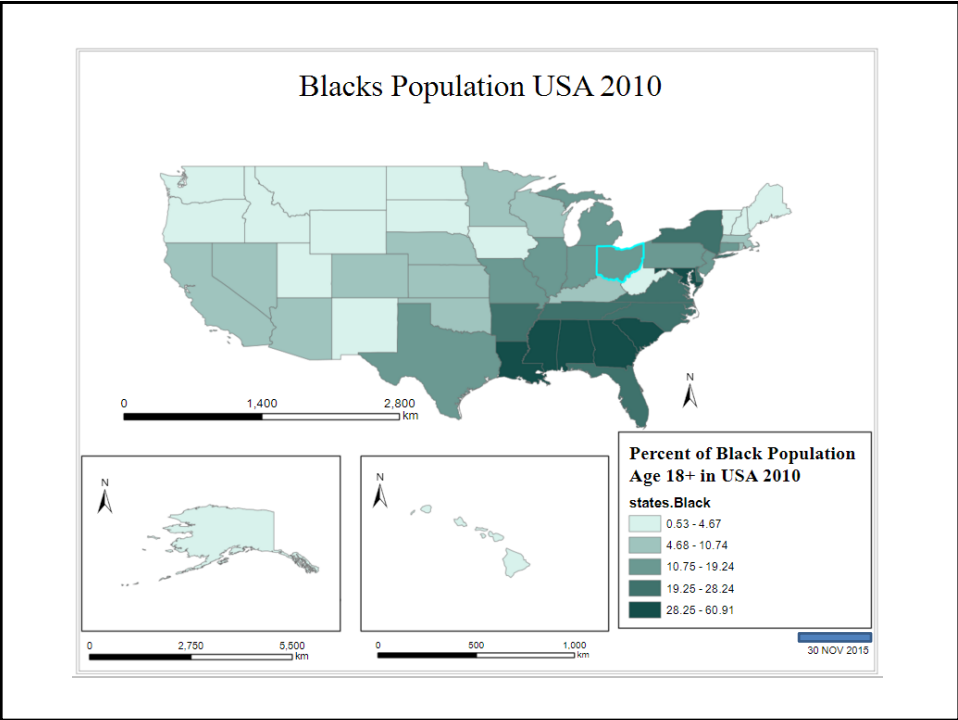 Blacks Population USA 2010
N
0 1,400 2,800
km
Percent of Black Population
Age 18+ in USA 2010
states.Black
0.53 - 4.67
4.68 - 10.74
10.75 - 19.24
19.25 - 28.24
28.25 - 60.91
N
N
0 2,750 5,500
km
0 500 1,000
km
30 NOV 2015